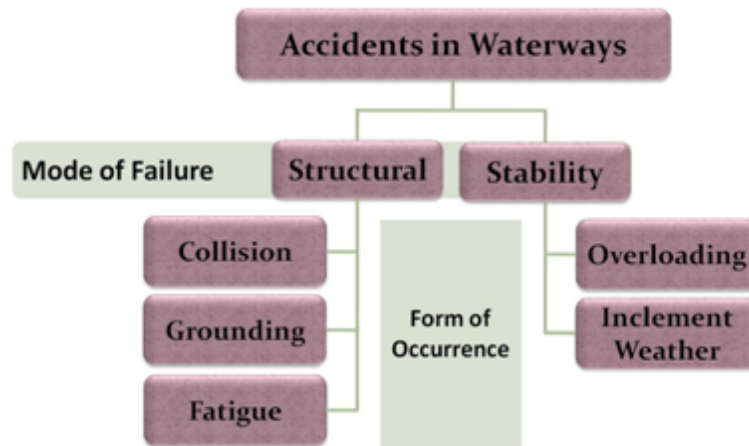 Accidents in Waterways
Mode of Failure
Structural
Stability
Collision
Grounding
Fatigue
Form of
Occurrence
Overloading
Inclement
Weather